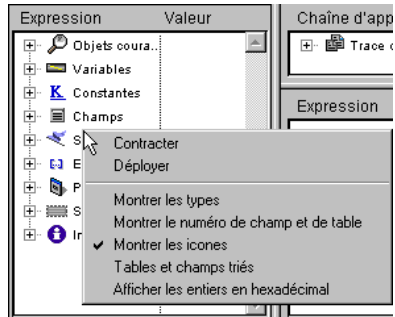 Expression Valeur
Chaîne d'app
Objets coura..
Trace
Variables
K Constantes
Champs
Expression
S
E
P
S
In
Contracter
Déployer
Montrer les types
Montrer le numéro de champ et de table
Montrer les icones
Tables et champs triés
Afficher les entiers en hexadécimal